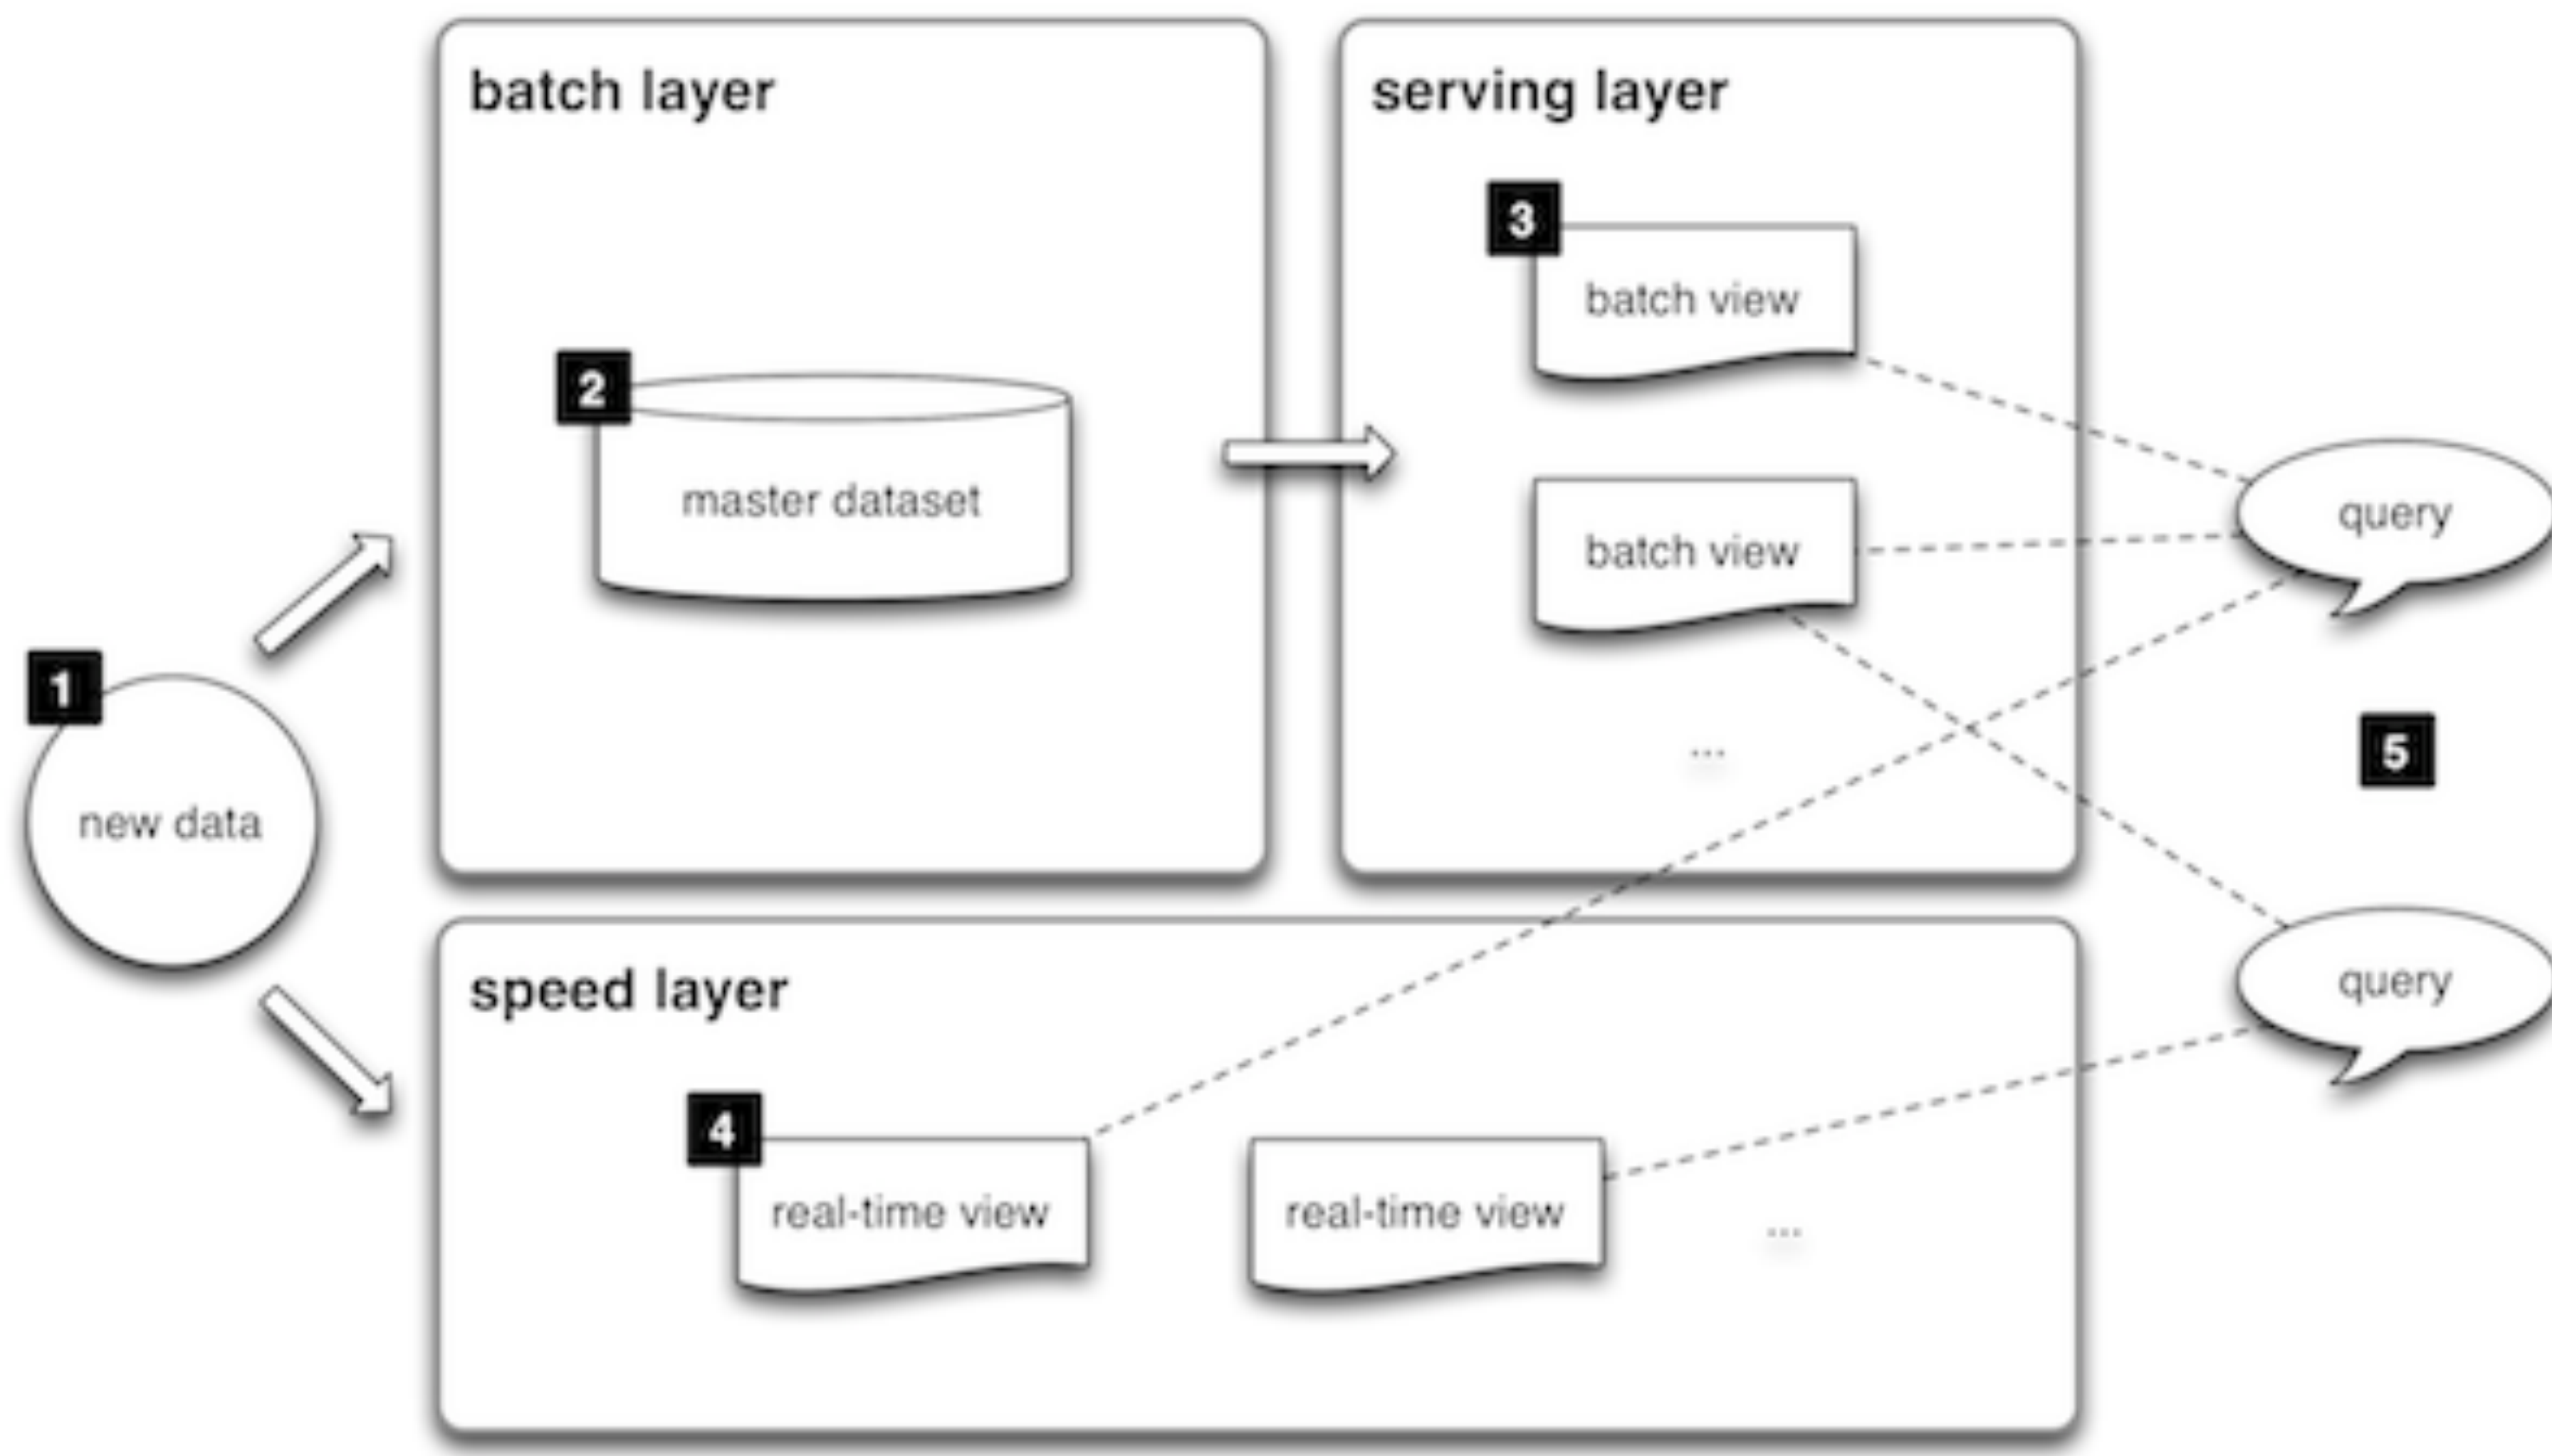 batch layer
serving layer
3
batch view
2
master dataset
batch view
query
1
new data
...
5
speed layer
query
4
real-time view
real-time view
...